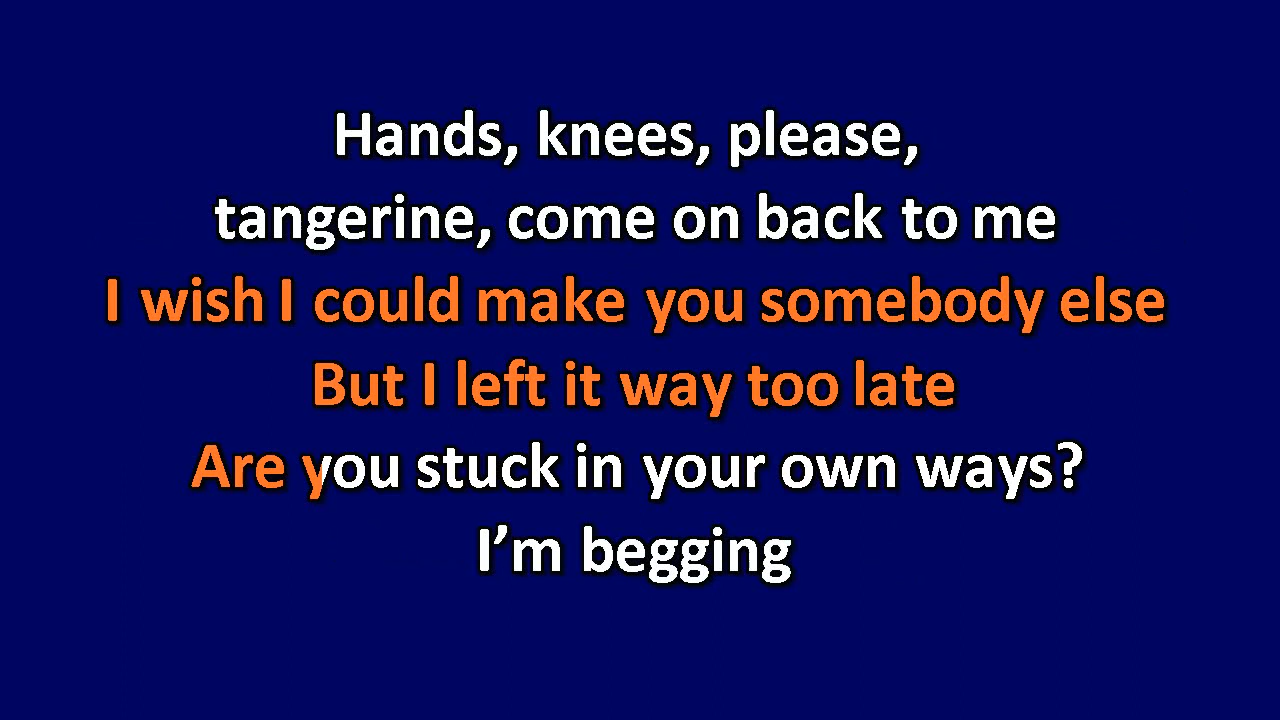 Hands, knees, please,
tangerine, come on back to me
I wish I could make you somebody else
But I left it way too late
Are you stuck in your own ways?
I’m begging